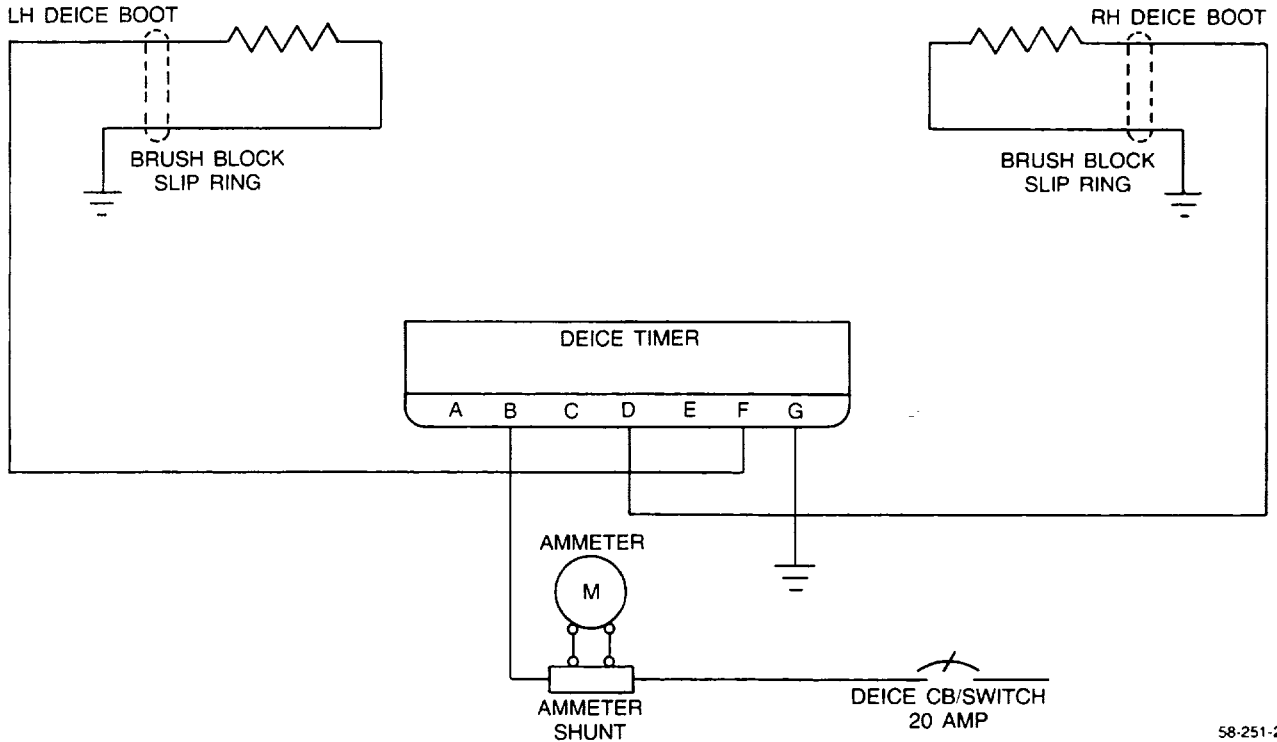 LH DEICE BOOT
RH DEICE BOOT
BRUSH BLOCK
SLIP RING
BRUSH BLOCK
SLIP RING
DEICE TIMER
A B C D E F G
AMMETER
M
AMMETER
SHUNT
DEICE CB/SWITCH
20 AMP
58-251-2